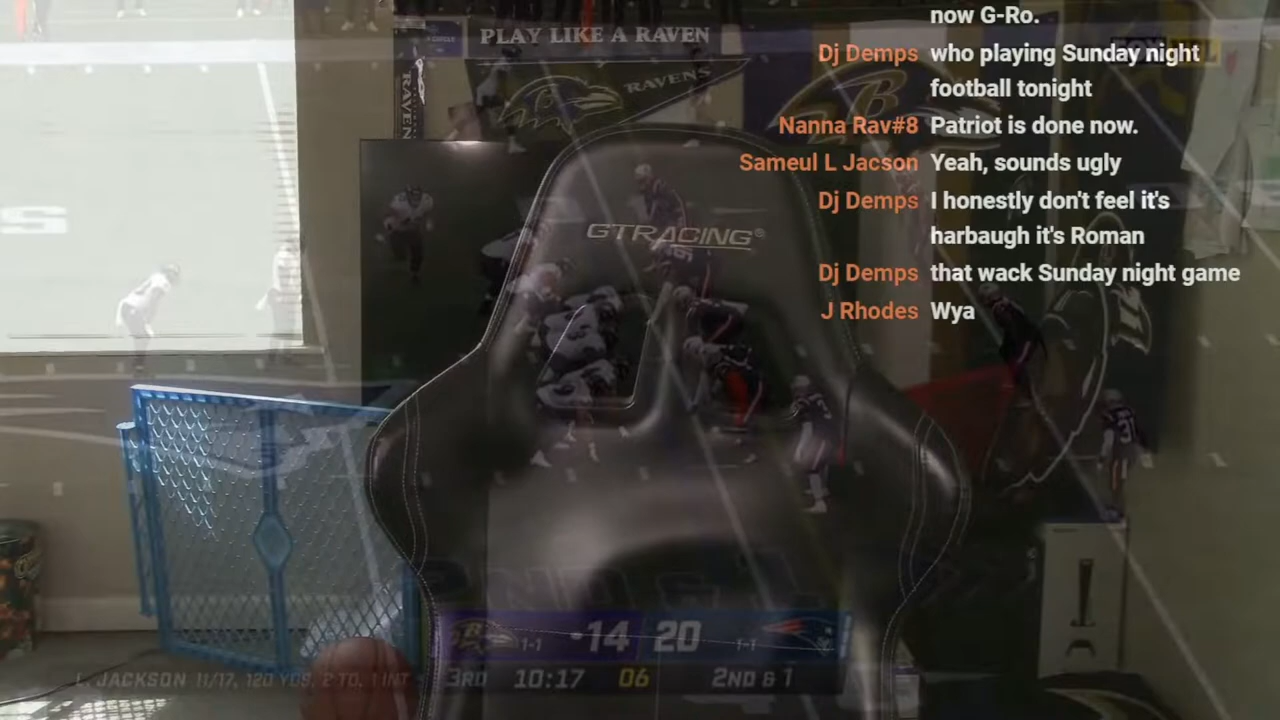 now G-Ro.
PLAY LIKE A RAVEN
Dj Demps who playing Sunday night
football tonight
RAVENS
RAVENS
Nanna Rav#8 Patriot is done now.
Sameul L Jacson Yeah, sounds ugly
Dj Demps I honestly don't feel it's
harbaugh it's Roman
GTRACING®
Dj Demps that wack Sunday night game
J Rhodes Wya
1-1 14 20 1-1
L. JACKSON 11/17, 120 YDS, 2 TD, 1 INT 3RD 10:17 06 2ND & 1